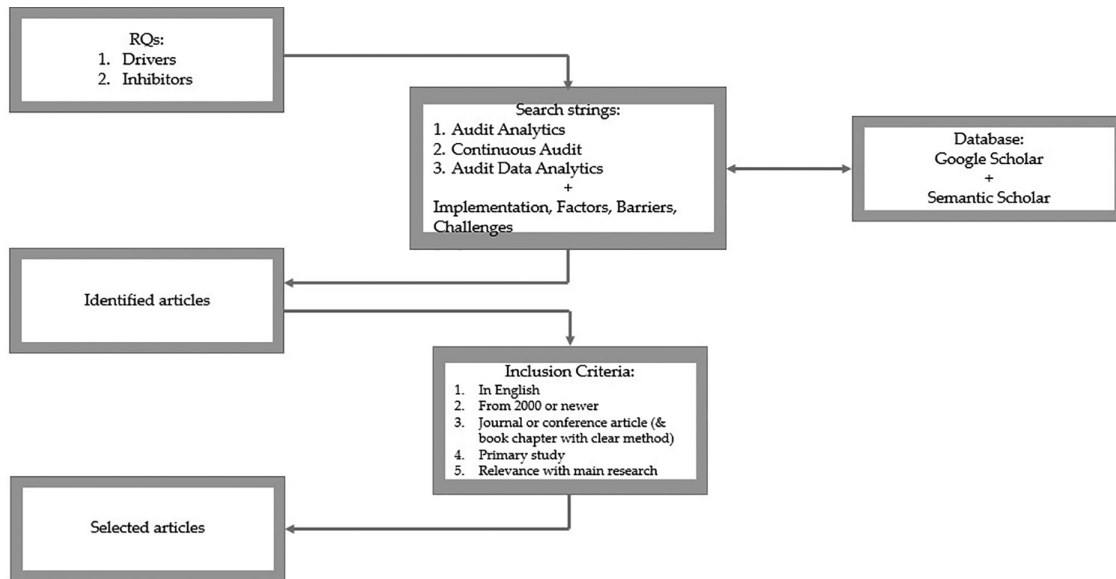 RQs:
1. Drivers
2. Inhibitors
Search strings:
1. Audit Analytics
2. Continuous Audit
3. Audit Data Analytics
+
Implementation, Factors, Barriers,
Challenges
Database:
Google Scholar
+
Semantic Scholar
Identified articles
Inclusion Criteria:
1. In English
2. From 2000 or newer
3. Journal or conference article (&
book chapter with clear method)
4. Primary study
5. Relevance with main research
Selected articles